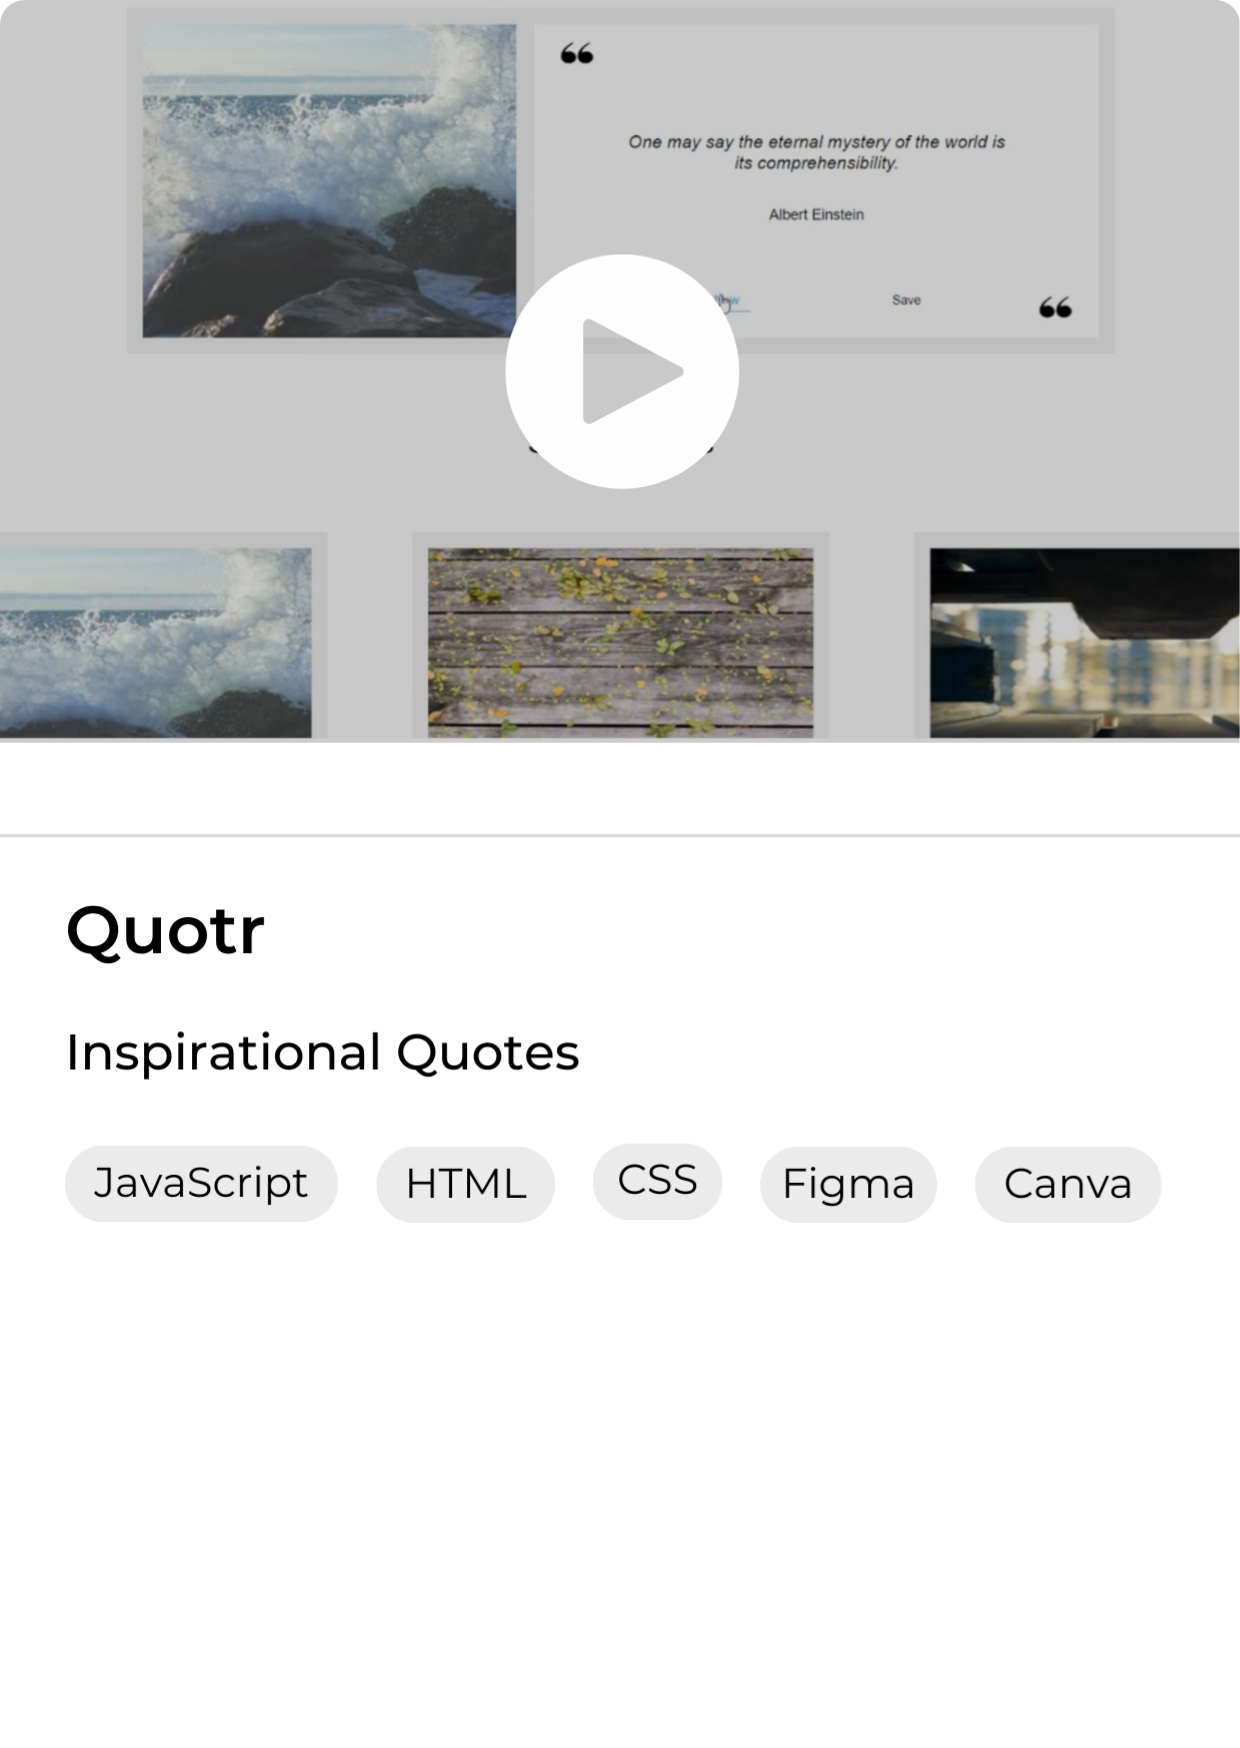 ❝
One may say the eternal mystery of the world is
its comprehensibility.
Albert Einstein
Save
❝
Quotr
Inspirational Quotes
JavaScript HTML CSS Figma Canva